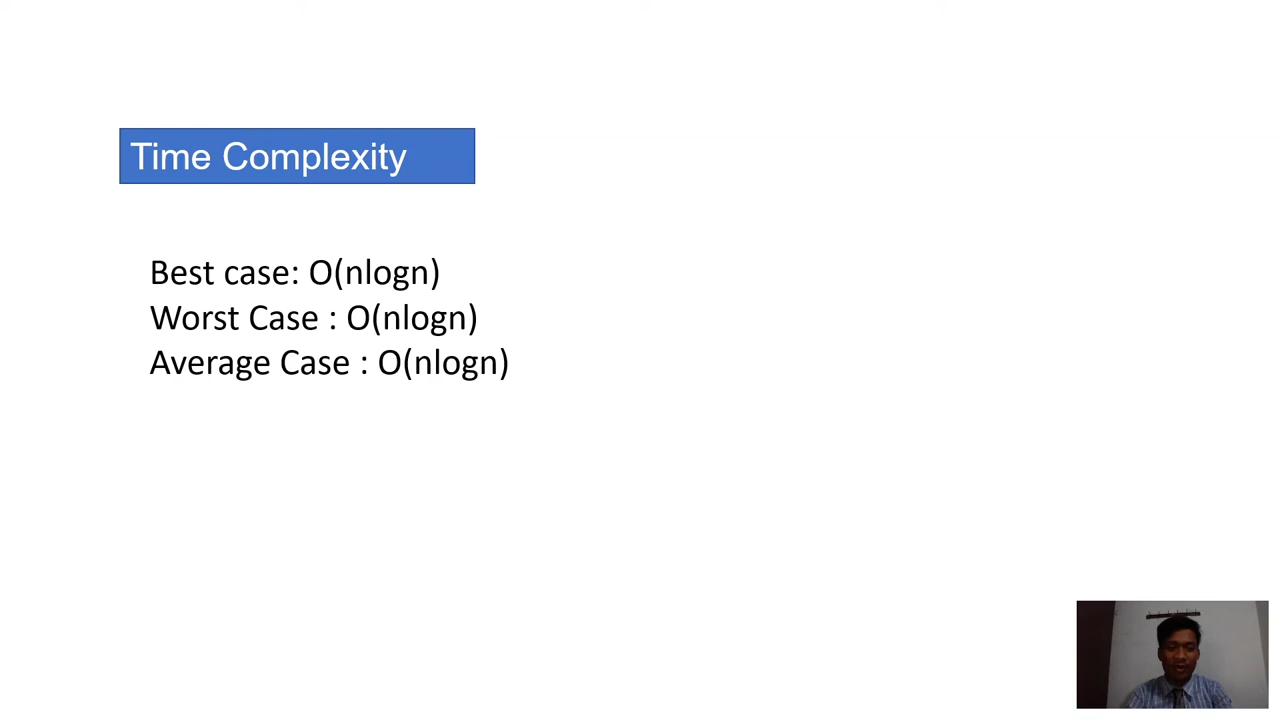 Time Complexity
Best case: O(nlogn)
Worst Case : O(nlogn)
Average Case : O(nlogn)